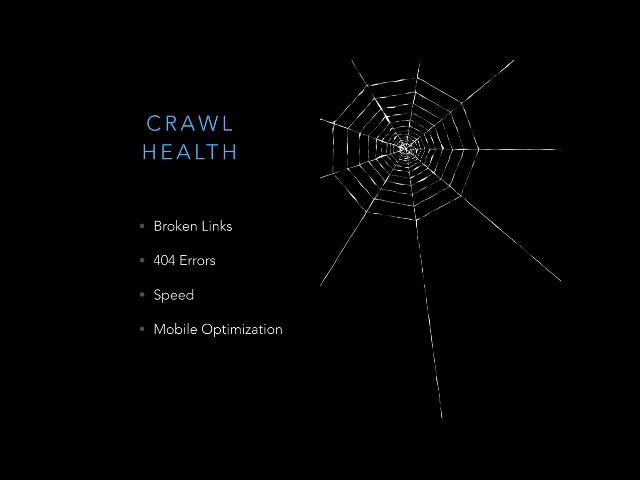 CRAWL
HEALTH
Broken Links
404 Errors
Speed
Mobile Optimization